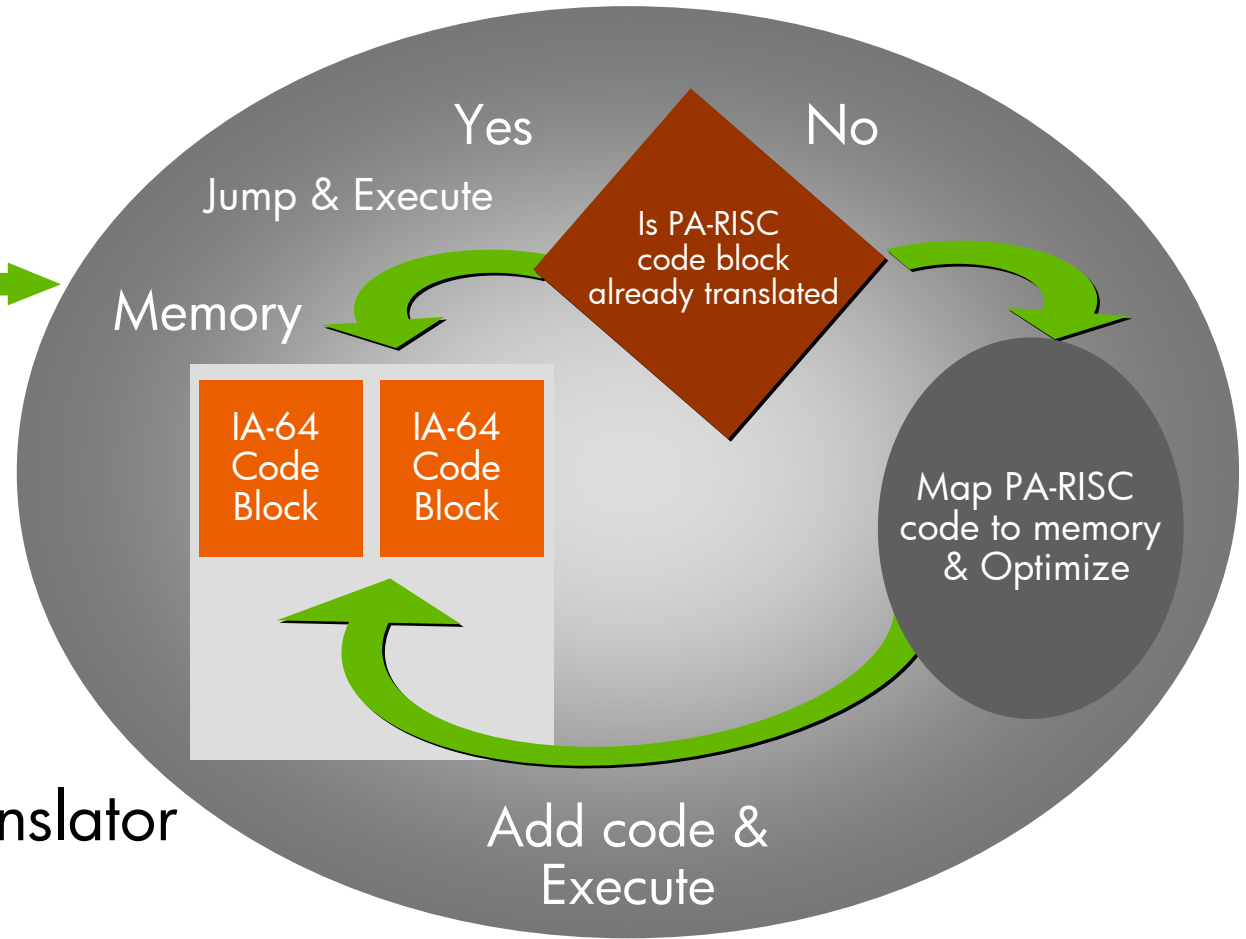 Yes
No
Jump & Execute
Is PA-RISC
code block
already translated
Memory
IA-64
Code
Block
IA-64
Code
Block
Map PA-RISC
code to memory
& Optimize
nslator
Add code &
Execute